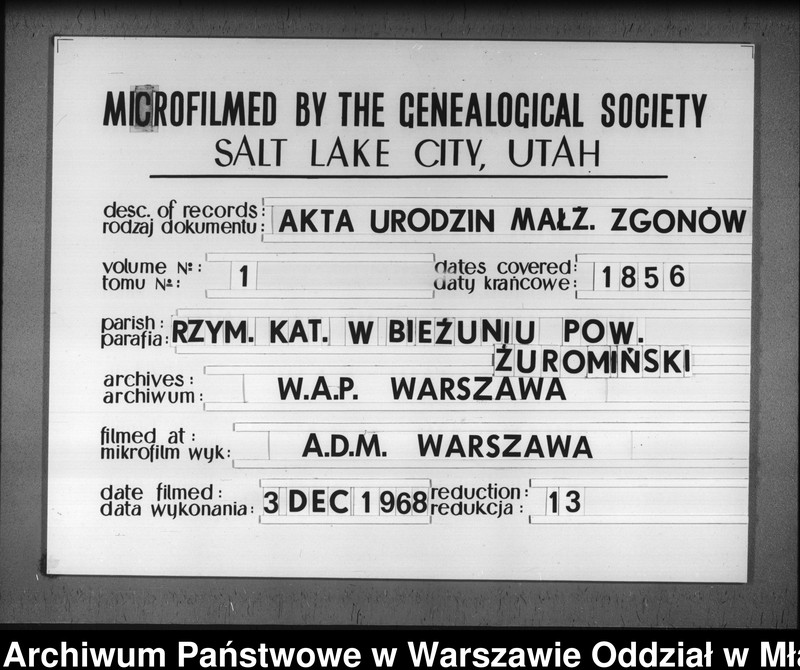 MICROFILMED BY THE GENEALOGICAL SOCIETY
SALT LAKE CITY, UTAH
desc. of records:
rodzaj dokumentu: AKTA URODZIN MAŁŻ. ZGONÓW
volume №: dates covered:
tomu №: 1 daty krańcowe: 1856
parish:
parafia: RZYM. KAT. W BIEŻUNIU POW.
ŻUROMIŃSKI
archives:
archiwum: W.A.P. WARSZAWA
filmed at:
mikrofilm wyk: A.D.M. WARSZAWA
date filmed: reduction:
data wykonania: 3 DEC 1968 redukcja: 13
Archiwum Państwowe w Warszawie Oddział w